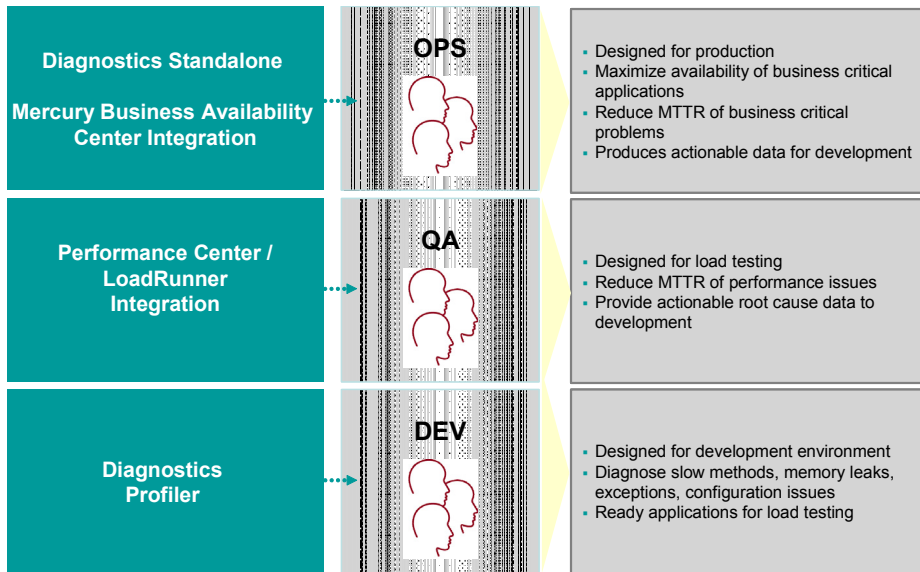 Diagnostics Standalone
Mercury Business Availability
Center Integration
OPS
▪ Designed for production
▪ Maximize availability of business critical
applications
▪ Reduce MTTR of business critical
problems
▪ Produces actionable data for development
Performance Center /
LoadRunner
Integration
QA
▪ Designed for load testing
▪ Reduce MTTR of performance issues
▪ Provide actionable root cause data to
development
Diagnostics
Profiler
DEV
▪ Designed for development environment
▪ Diagnose slow methods, memory leaks,
exceptions, configuration issues
▪ Ready applications for load testing